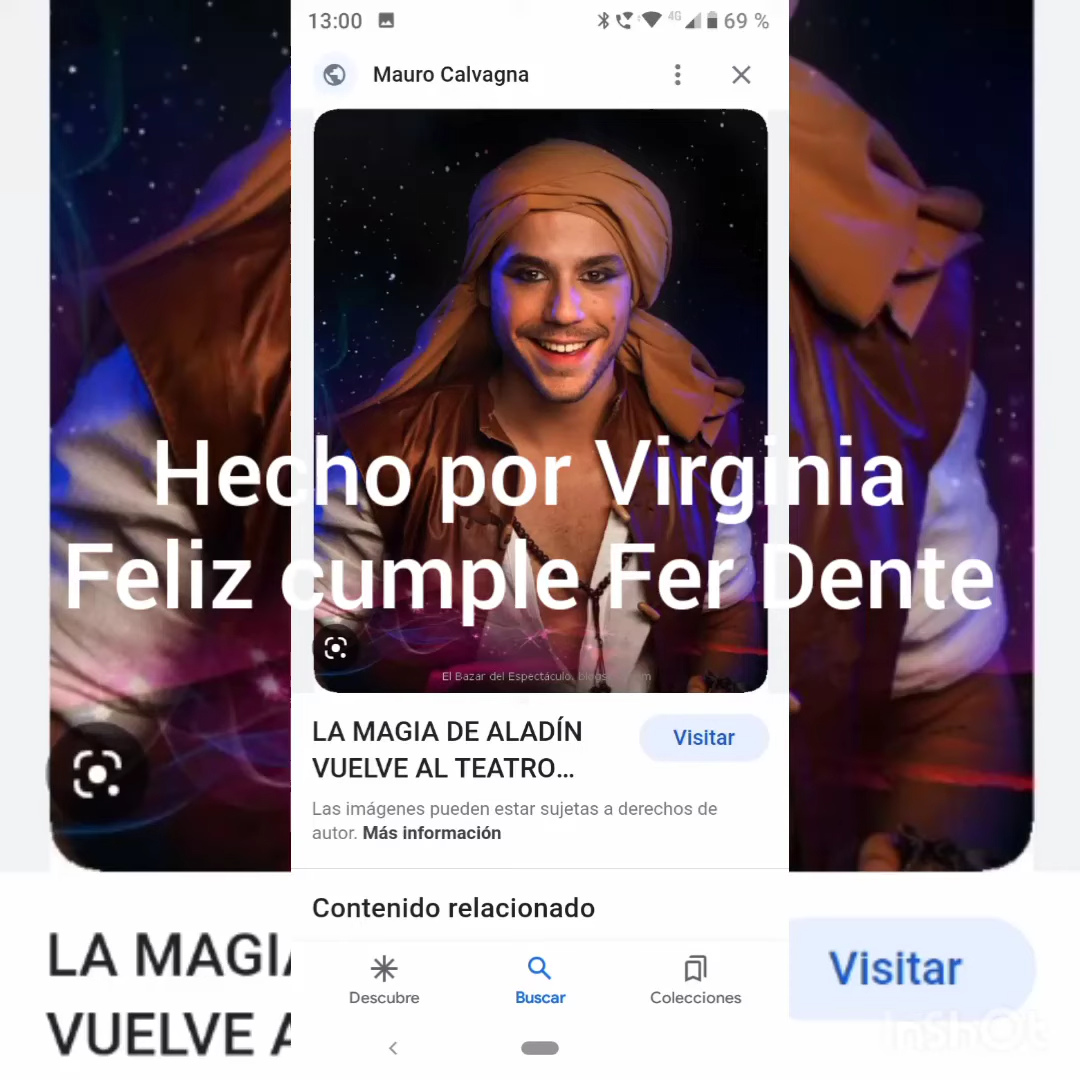 13:00
4G
69 %
Mauro Calvagna
Hecho por Virginia
Feliz cumple Fer Dente
El Bazar del Espectáculo, blogs
LA MAGIA DE ALADÍN
VUELVE AL TEATRO...
Visitar
Las imágenes pueden estar sujetas a derechos de
autor. Más información
Contenido relacionado
Descubre
Buscar
Colecciones
LA MAGI
VUELVE A
Visitar
InShOt